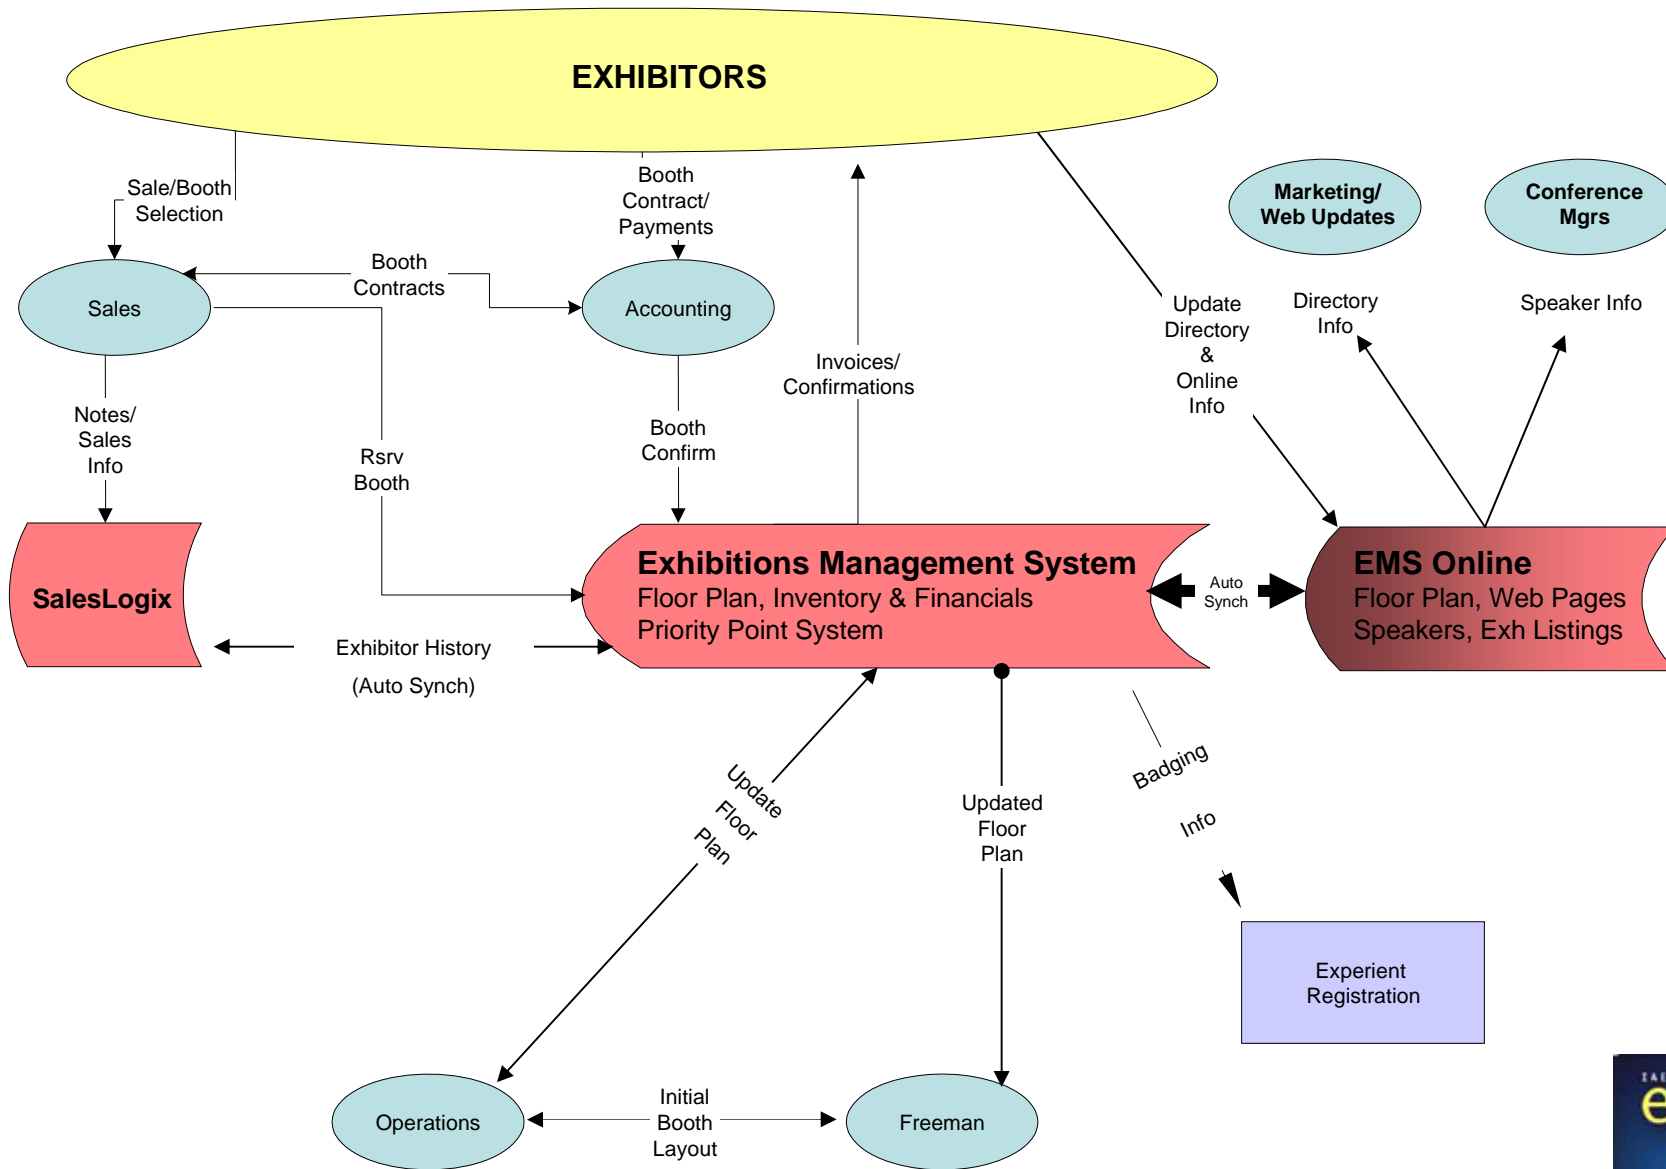 EXHIBITORS
Sale/Booth
Selection
Booth
Contract/
Payments
Marketing/
Web Updates
Conference
Mgrs
Booth
Contracts
Sales
Accounting
Update
Directory
&
Online
Info
Directory
Info
Speaker Info
Invoices/
Confirmations
Notes/
Sales
Info
Rsrv
Booth
Booth
Confirm
SalesLogix
Exhibitions Management System
Floor Plan, Inventory & Financials
Priority Point System
Auto
Synch
EMS Online
Floor Plan, Web Pages
Speakers, Exh Listings
Exhibitor History
(Auto Synch)
Update
Floor
Plan
Updated
Floor
Plan
Badging
Info
Experient
Registration
Operations
Initial
Booth
Layout
Freeman